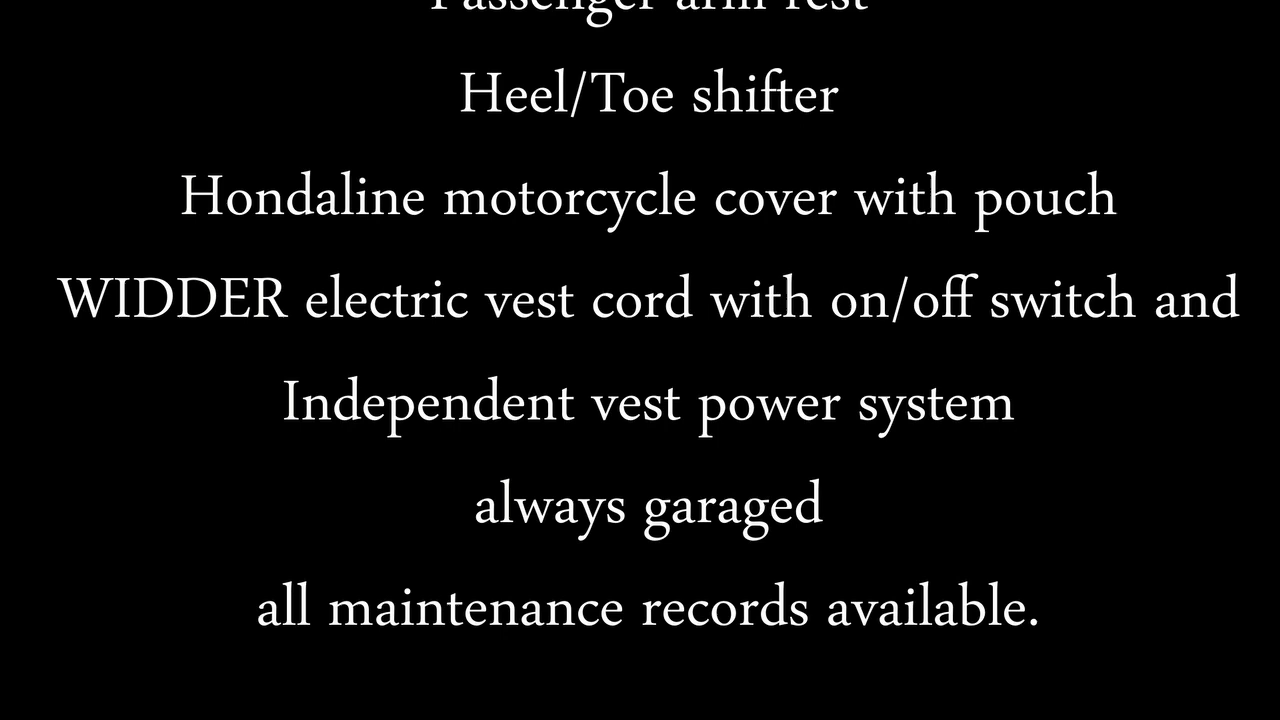 Passenger arm rest
Heel/Toe shifter
Hondaline motorcycle cover with pouch
WIDDER electric vest cord with on/off switch and
Independent vest power system
always garaged
all maintenance records available.